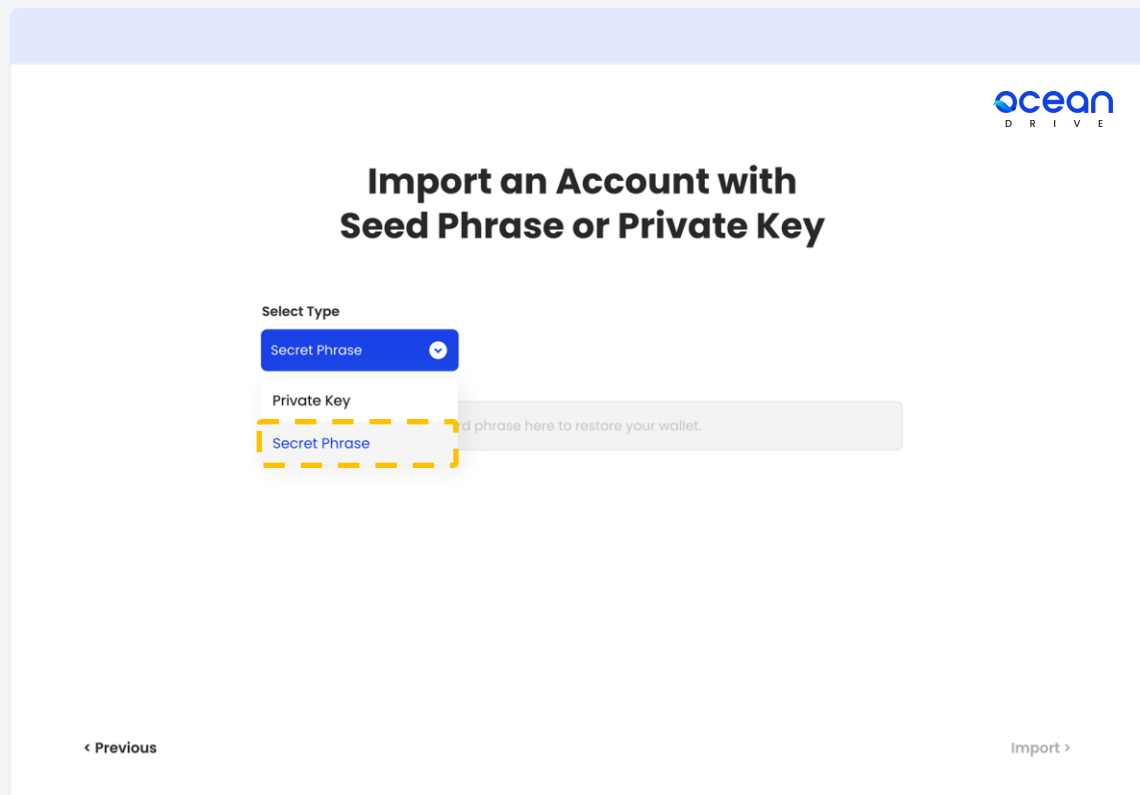 ocean
DRIVE
Import an Account with
Seed Phrase or Private Key
Select Type
Secret Phrase
Private Key
phrase here to restore your wallet.
Secret Phrase
< Previous
Import >